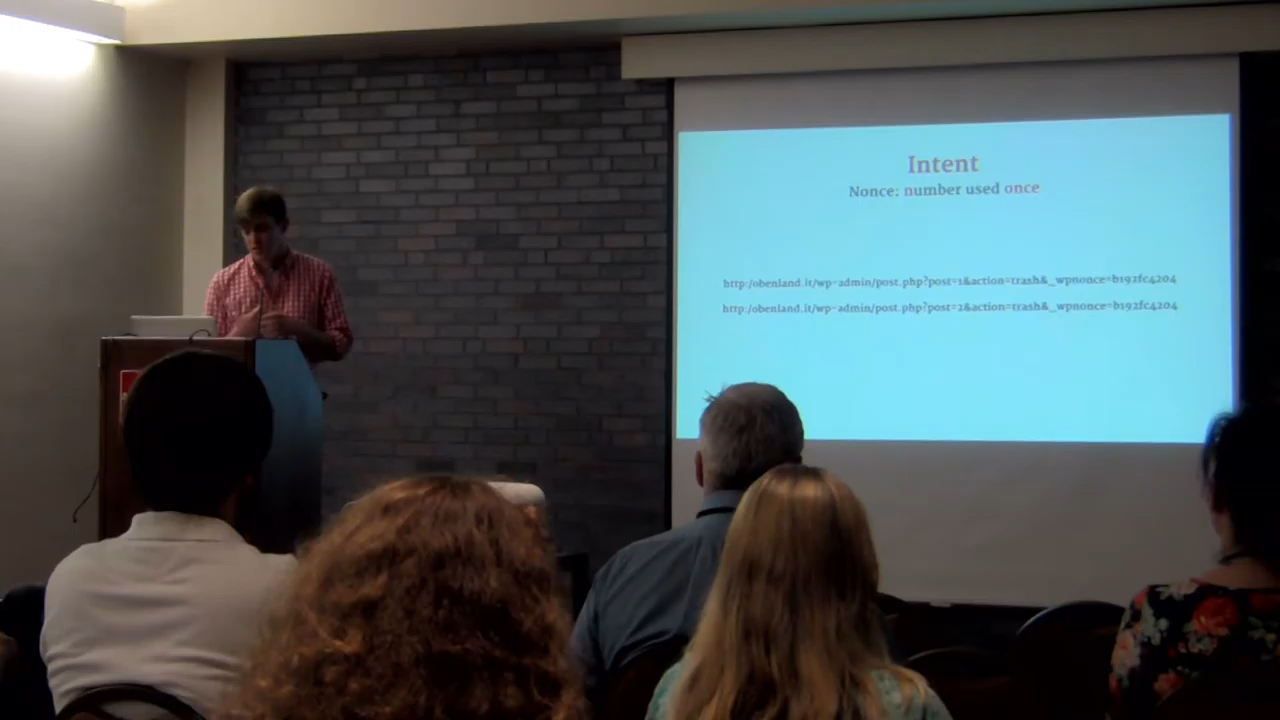 Intent
Nonce: number used once
http:/obenland.it/wp-admin/post.php?post=1&action=trash&_wpnonce=b192fc4204
http:/obenland.it/wp-admin/post.php?post=2&action=trash&_wpnonce=b192fc4204